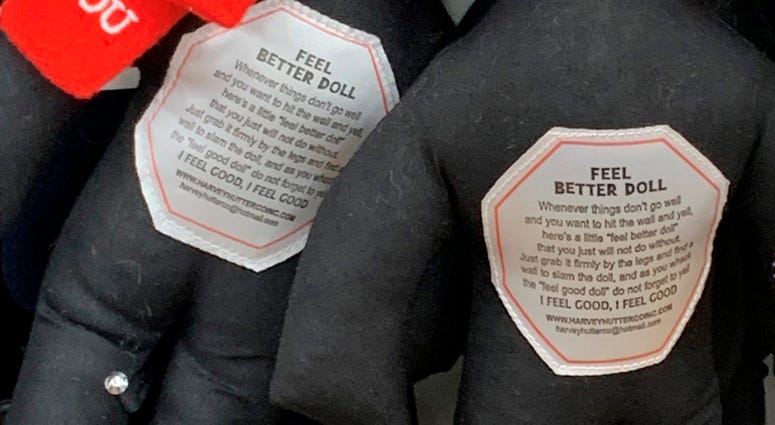 YOU
FEEL
BETTER DOLL
Whenever things don't go well
and you want to hit the wall and yell,
here's a little "feel better doll"
that you just will not do without.
Just grab it firmly by the legs and find
wall to slam the doll, and as you whack
the "feel good doll" do not forget to yell
I FEEL GOOD, I FEEL GOOD
WWW.HARVEYHUTTERCOINC.COM
harveyhutterco@hotmail.com
FEEL
BETTER DOLL
Whenever things don't go well
and you want to hit the wall and yell,
here's a little "feel better doll"
that you just will not do without.
Just grab it firmly by the legs and find a
wall to slam the doll, and as you whack
the "feel good doll" do not forget to yell
I FEEL GOOD, I FEEL GOOD
WWW.HARVEYHUTTERCOINC.COM
harveyhutterco@hotmail.com